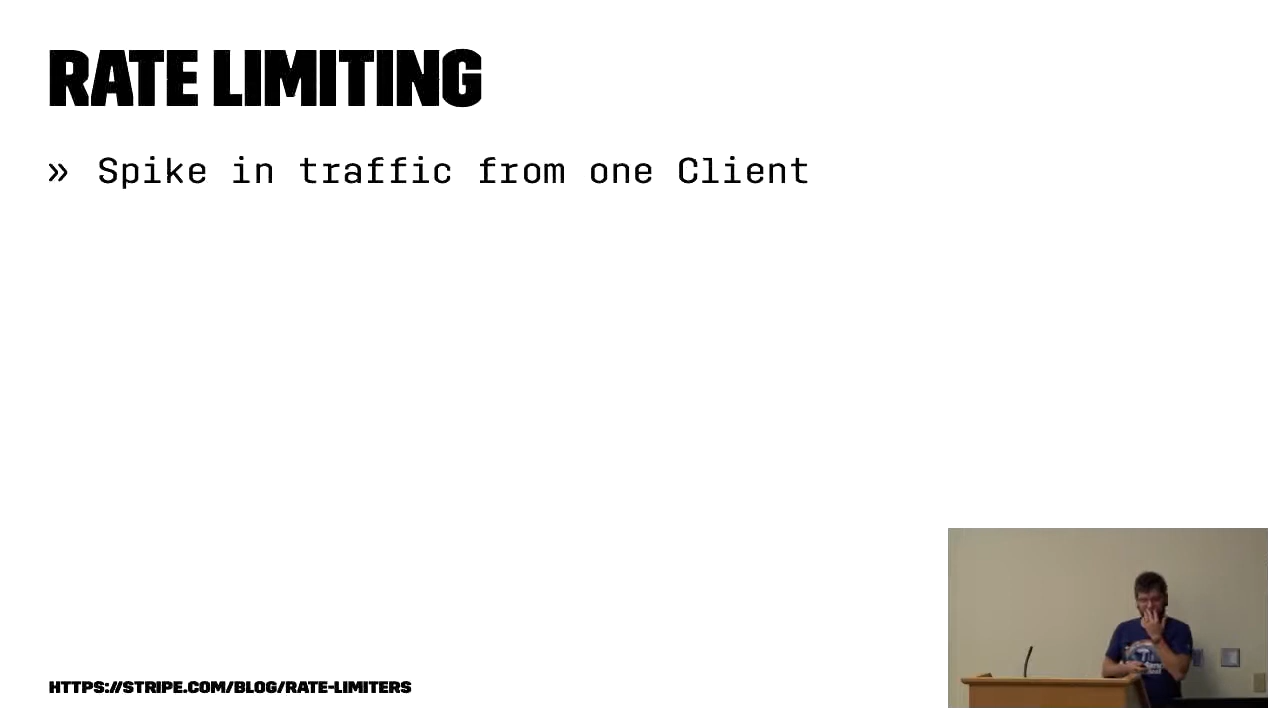 RATE LIMITING
» Spike in traffic from one Client
HTTPS://STRIPE.COM/BLOG/RATE-LIMITERS